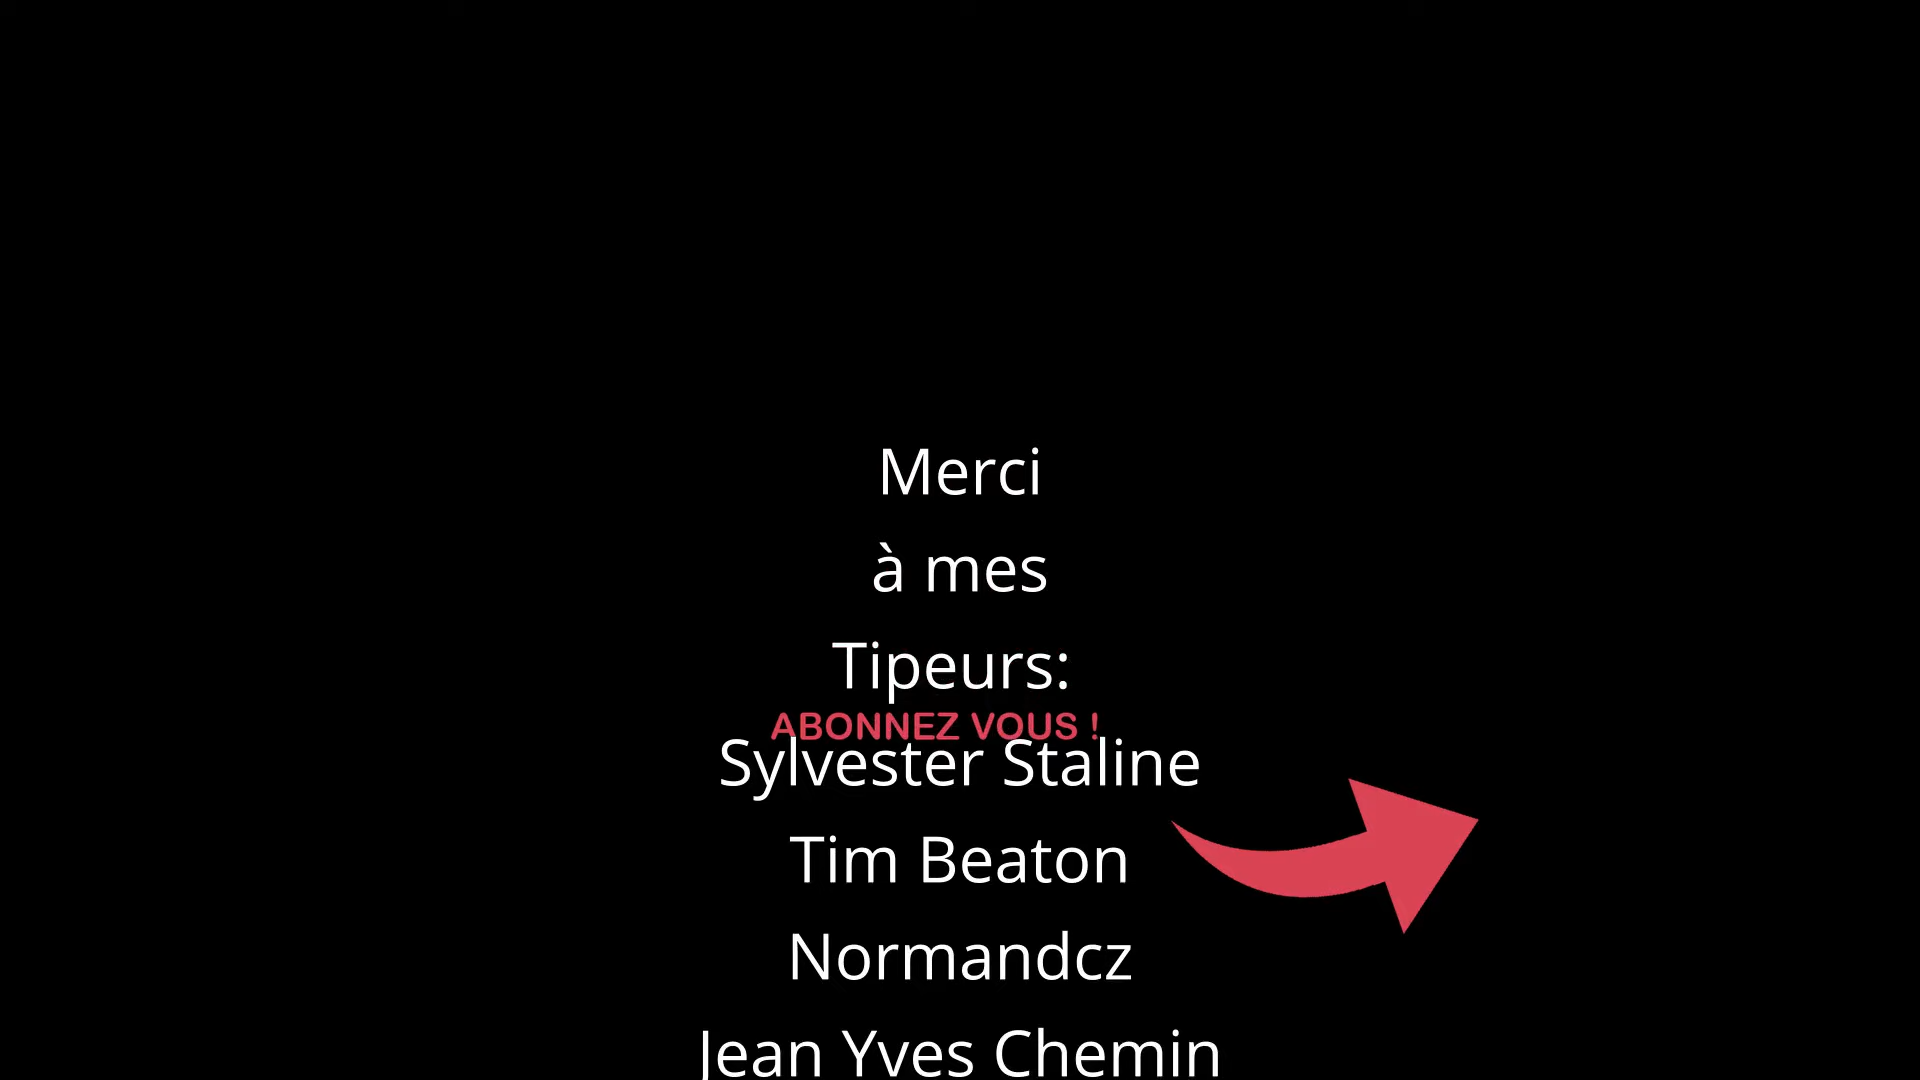 Merci
à mes
Tipeurs:
ABONNEZ VOUS !
Sylvester Staline
Tim Beaton
Normandcz
Jean Yves Chemin